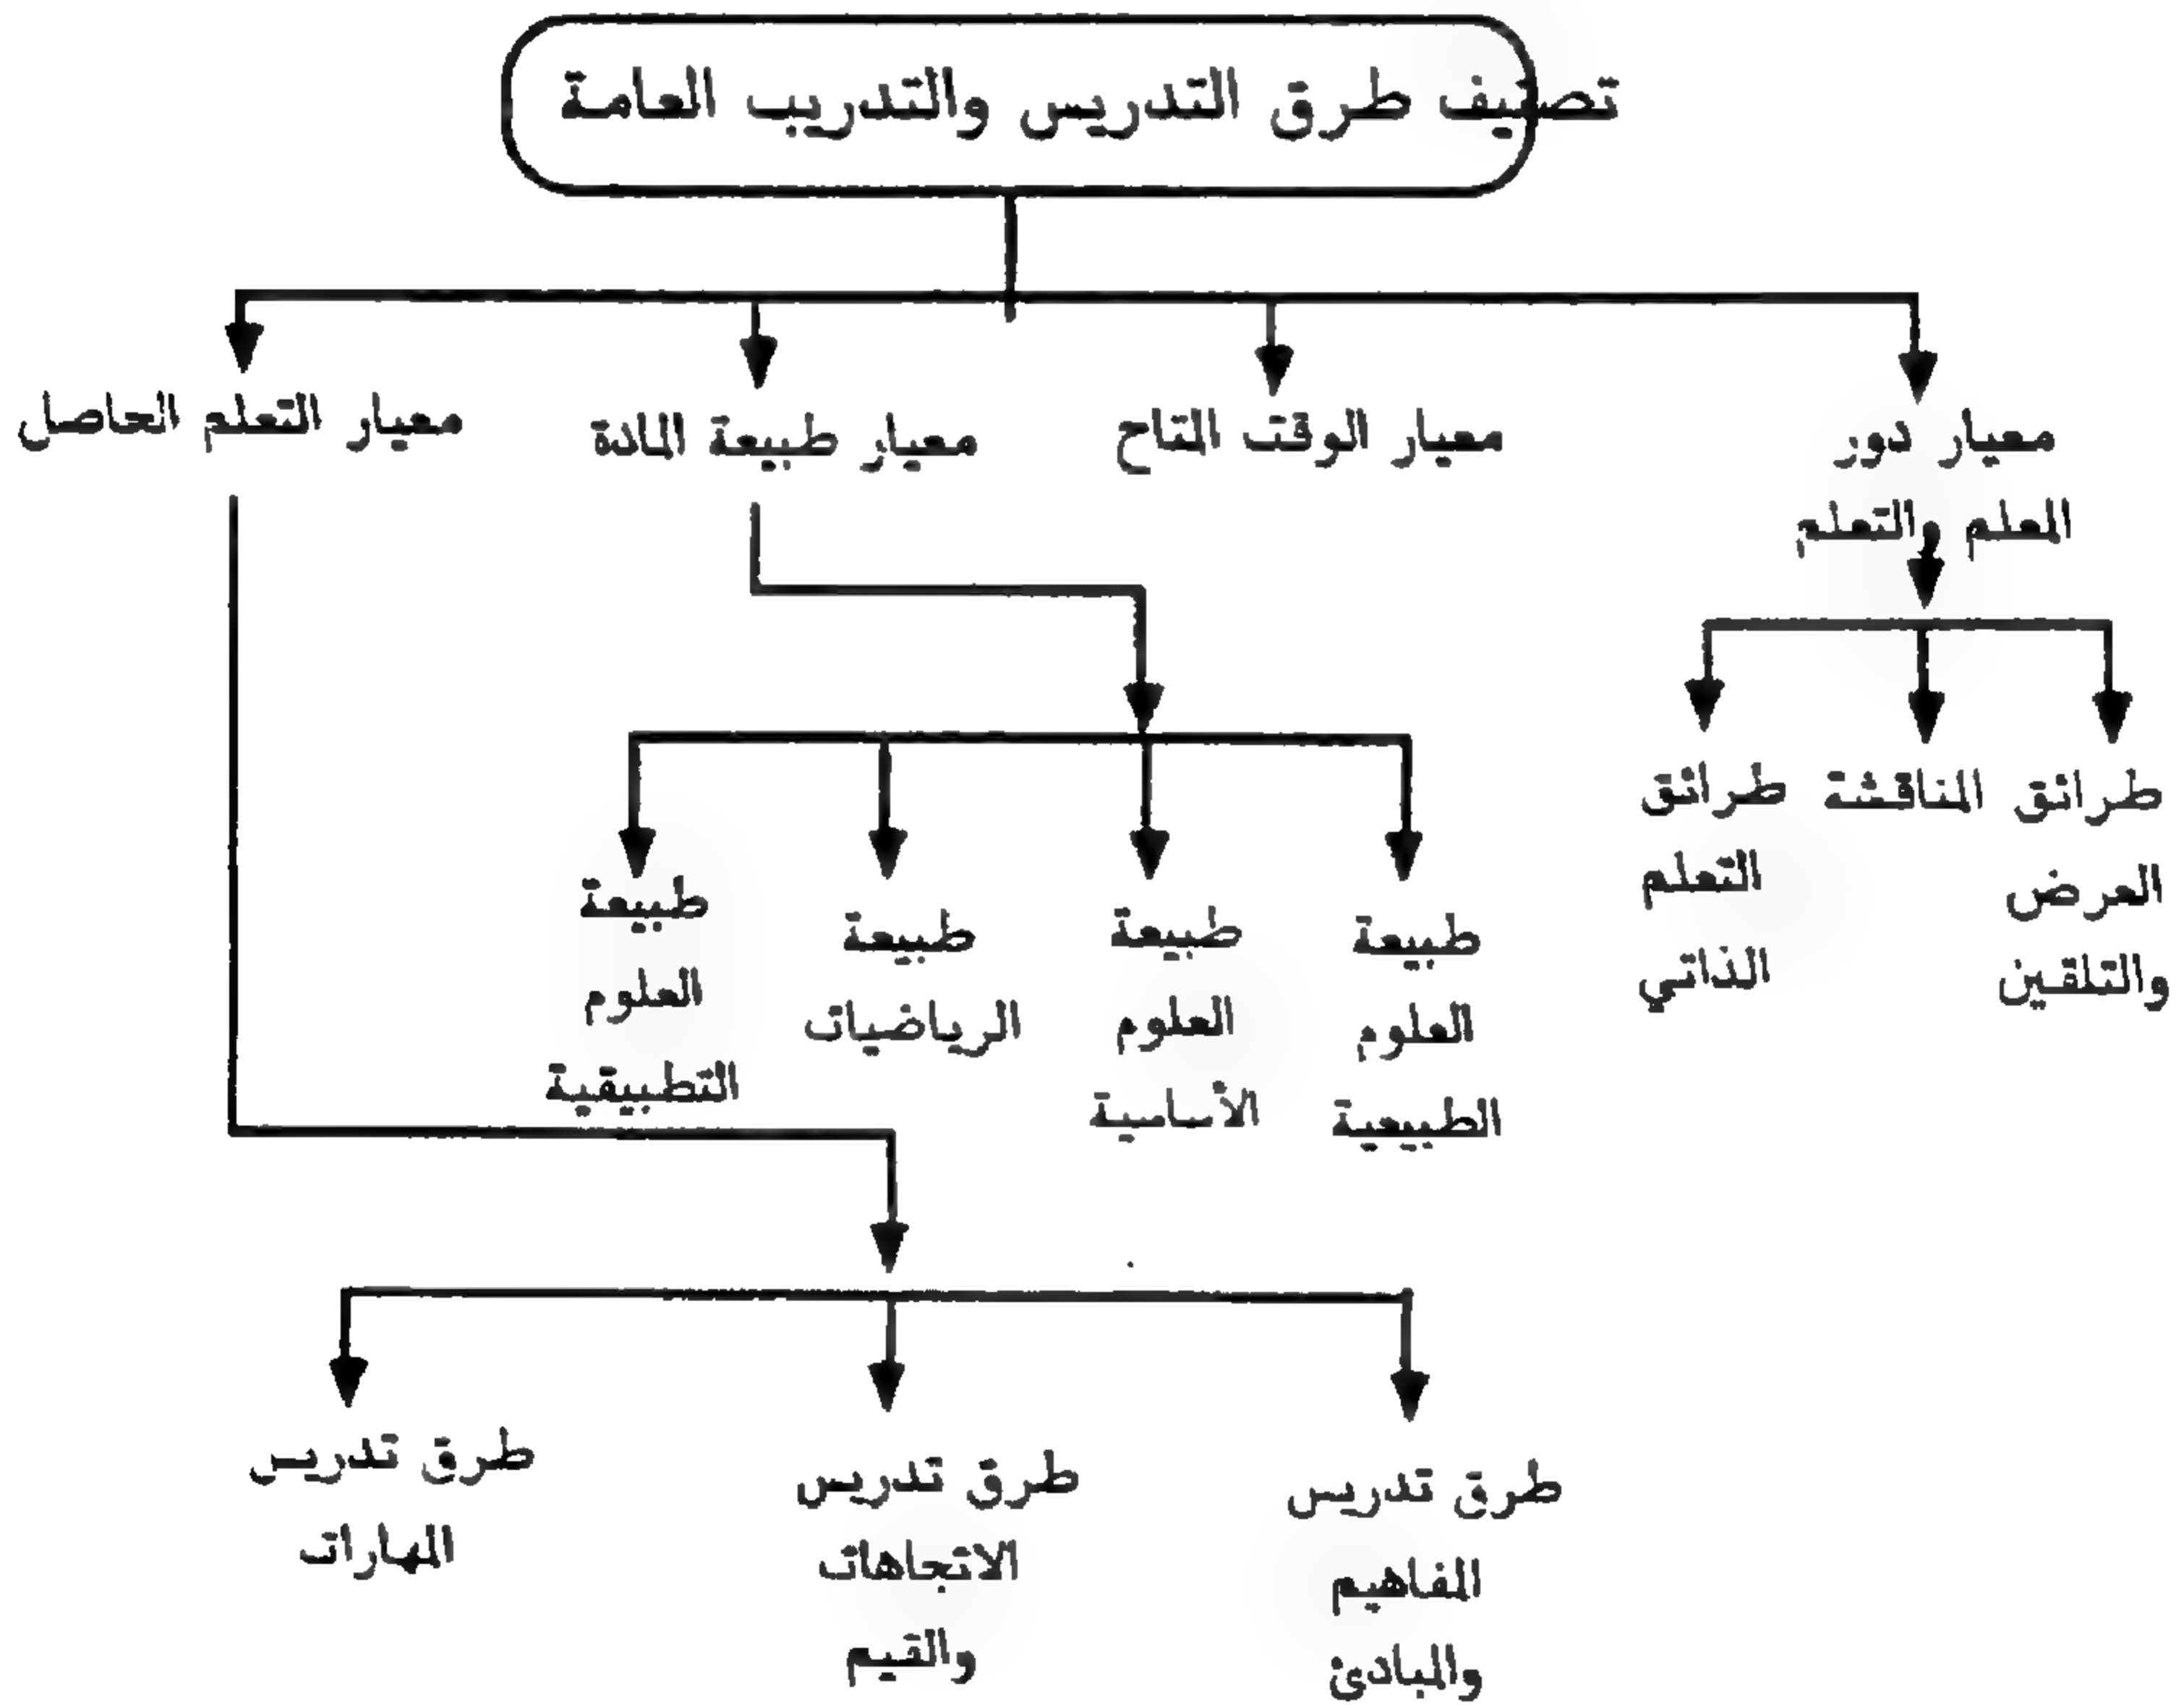 تصنيف طرق التدريس والتدريب العامة
معيار دور
المعلم والتعلم
معيار الوقت المتاح
معيار طبيعة المادة
معيار التعلم الحاصل
طرائق
العرض
والتلقين
المناقشة
طرائق
التعلم
الذاتي
طبيعة
العلوم
الطبيعية
طبيعة
العلوم
الأساسية
طبيعة
الرياضيات
طبيعة
العلوم
التطبيقية
طرق تدريس
المفاهيم
والمبادئ
طرق تدريس
الاتجاهات
والقيم
طرق تدريس
المهارات